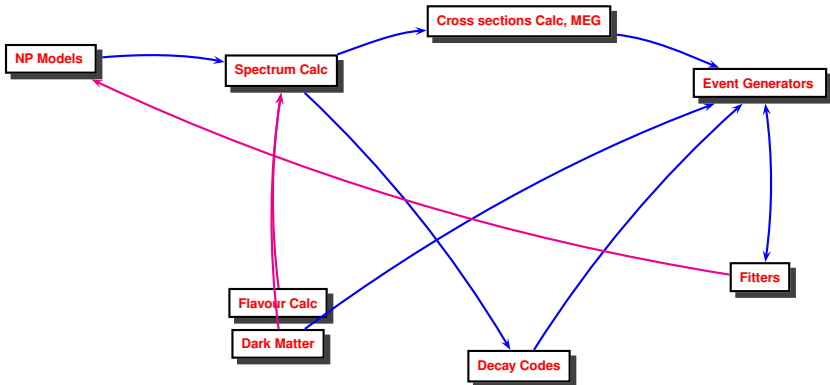 Cross sections Calc, MEG
NP Models
Spectrum Calc
Event Generators
Fitters
Flavour Calc
Dark Matter
Decay Codes